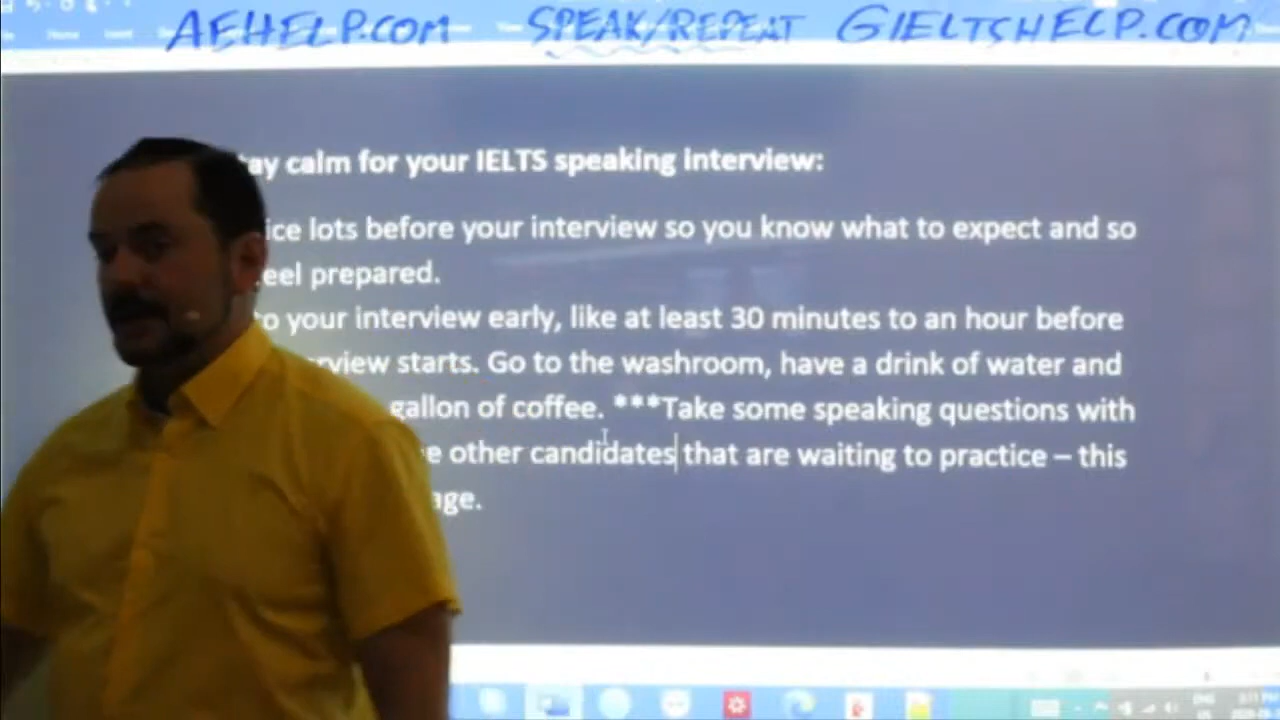 AEHELP.COM SPEAK/REPEAT GIELTSHELP.COM
tay calm for your IELTS speaking interview:
ice lots before your interview so you know what to expect and so
eel prepared.
o your interview early, like at least 30 minutes to an hour before
rview starts. Go to the washroom, have a drink of water and
gallon of coffee. ***Take some speaking questions with
e other candidates that are waiting to practice – this
age.